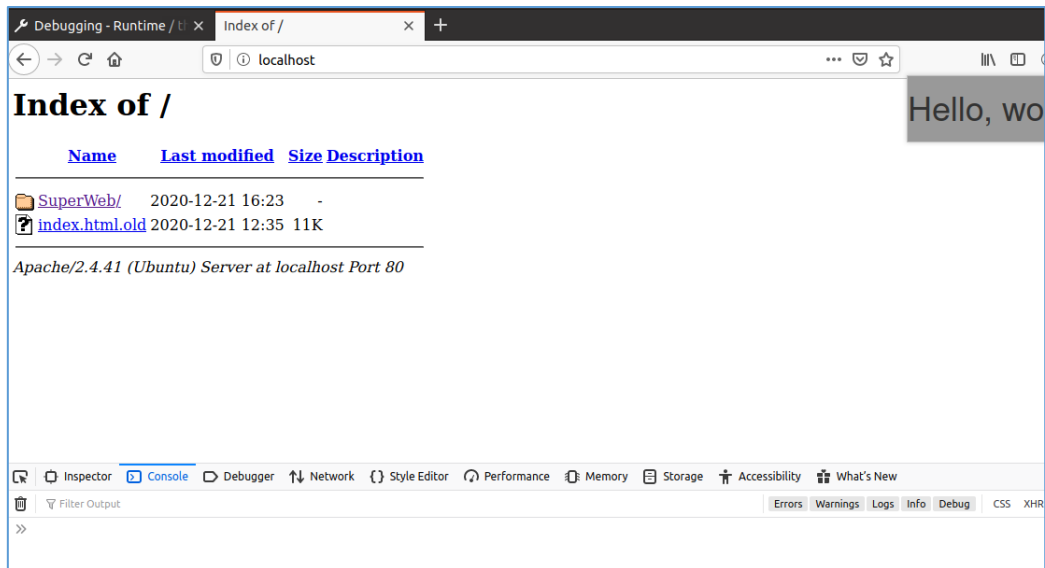 Debugging - Runtime / th
Index of /
localhost
Hello, wo
Index of /
Name Last modified Size Description
SuperWeb/ 2020-12-21 16:23 -
index.html.old 2020-12-21 12:35 11K
Apache/2.4.41 (Ubuntu) Server at localhost Port 80
Inspector Console Debugger Network {} Style Editor Performance Memory Storage Accessibility What's New
Filter Output Errors Warnings Logs Info Debug CSS XHR